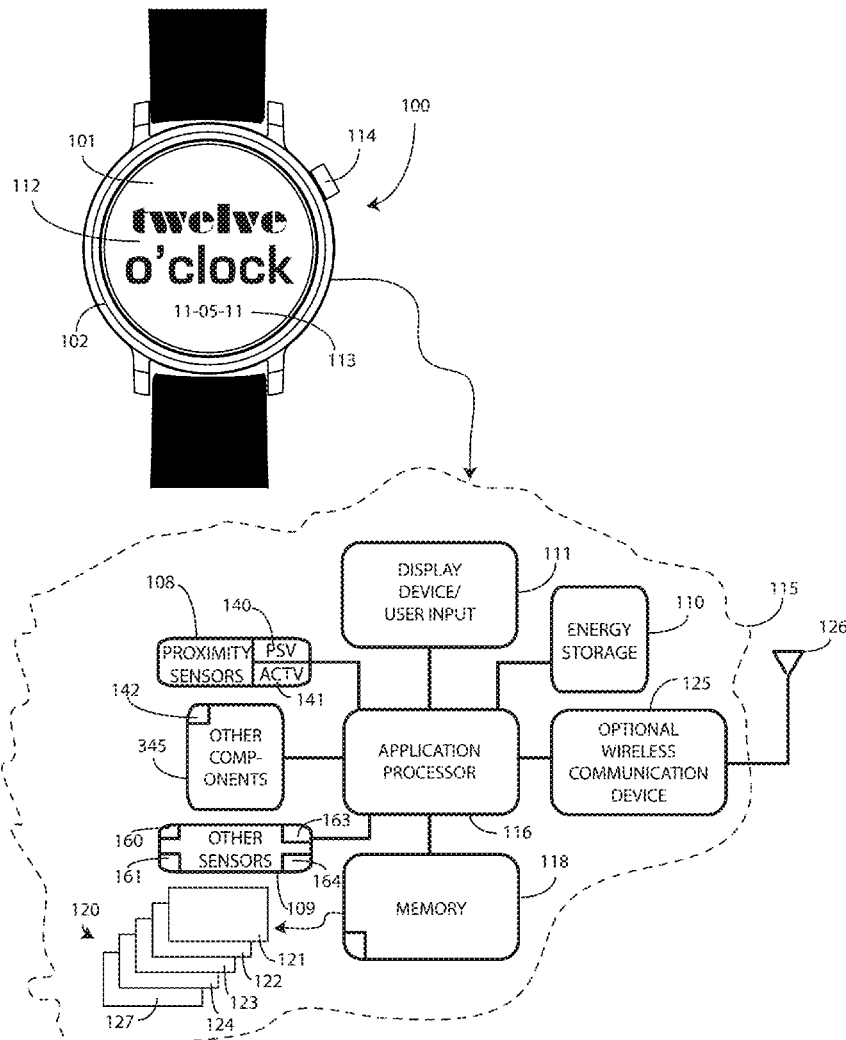 100
101
114
112
twelve
o'clock
11-05-11
102
113
111
DISPLAY
DEVICE/
USER INPUT
108
140
PROXIMITY
SENSORS
PSV
ACTV
141
110
ENERGY
STORAGE
115
126
142
OTHER
COMP-
ONENTS
345
APPLICATION
PROCESSOR
116
125
OPTIONAL
WIRELESS
COMMUNICATION
DEVICE
160
163
OTHER
SENSORS
161
164
109
118
MEMORY
120
121
122
123
124
127